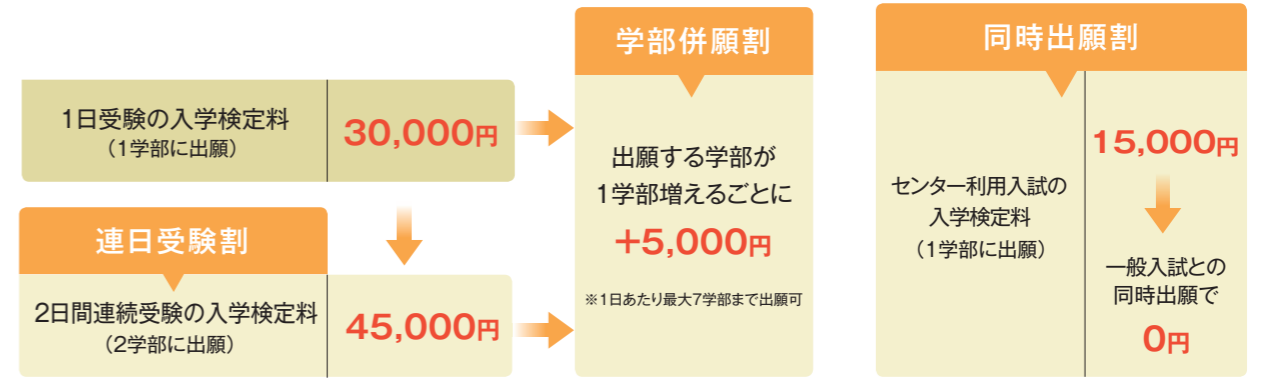 1日受験の入学検定料
（1学部に出願）
30,000円
連日受験割
2日間連続受験の入学検定料
（2学部に出願）
45,000円
学部併願割
出願する学部が
1学部増えるごとに
+5,000円
※1日あたり最大7学部まで出願可
同時出願割
センター利用入試の
入学検定料
（1学部に出願）
15,000円
一般入試との
同時出願で
0円